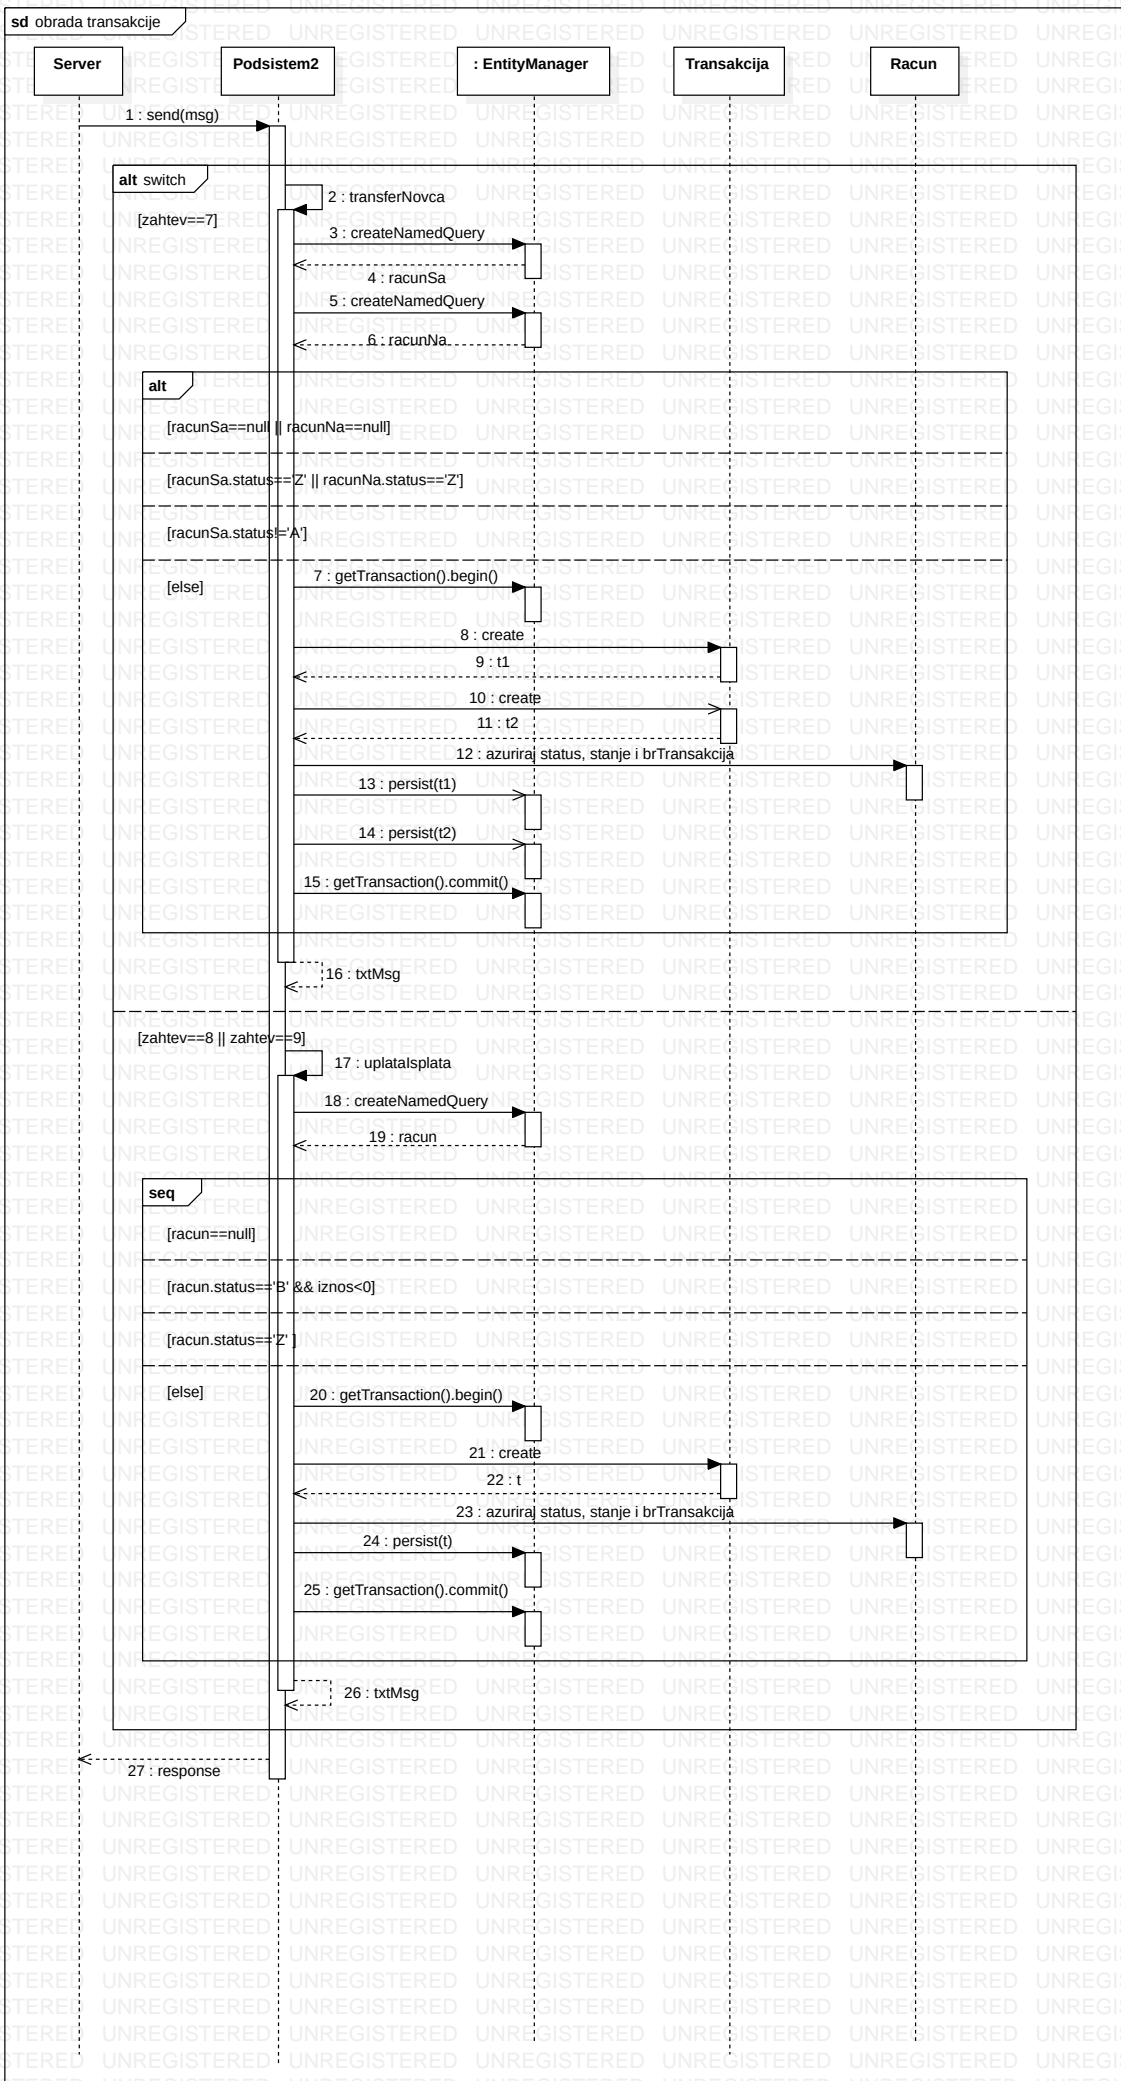 sd obrada transakcije
Server
Podsistem2
: EntityManager
Transakcija
Racun
1 : send(msg)
alt switch
2 : transferNovca
[zahtev==7]
3 : createNamedQuery
4 : racunSa
5 : createNamedQuery
6 : racunNa
alt
[racunSa==null || racunNa==null]
[racunSa.status=='Z' || racunNa.status=='Z']
[racunSa.status!='A']
[else]
7 : getTransaction().begin()
8 : create
9 : t1
10 : create
11 : t2
12 : azuriraj status, stanje i brTransakcija
13 : persist(t1)
14 : persist(t2)
15 : getTransaction().commit()
16 : txtMsg
[zahtev==8 || zahtev==9]
17 : uplataIsplata
18 : createNamedQuery
19 : racun
seq
[racun==null]
[racun.status=='B' && iznos<0]
[racun.status=='Z' ]
[else]
20 : getTransaction().begin()
21 : create
22 : t
23 : azuriraj status, stanje i brTransakcija
24 : persist(t)
25 : getTransaction().commit()
26 : txtMsg
27 : response
UNREGISTERED